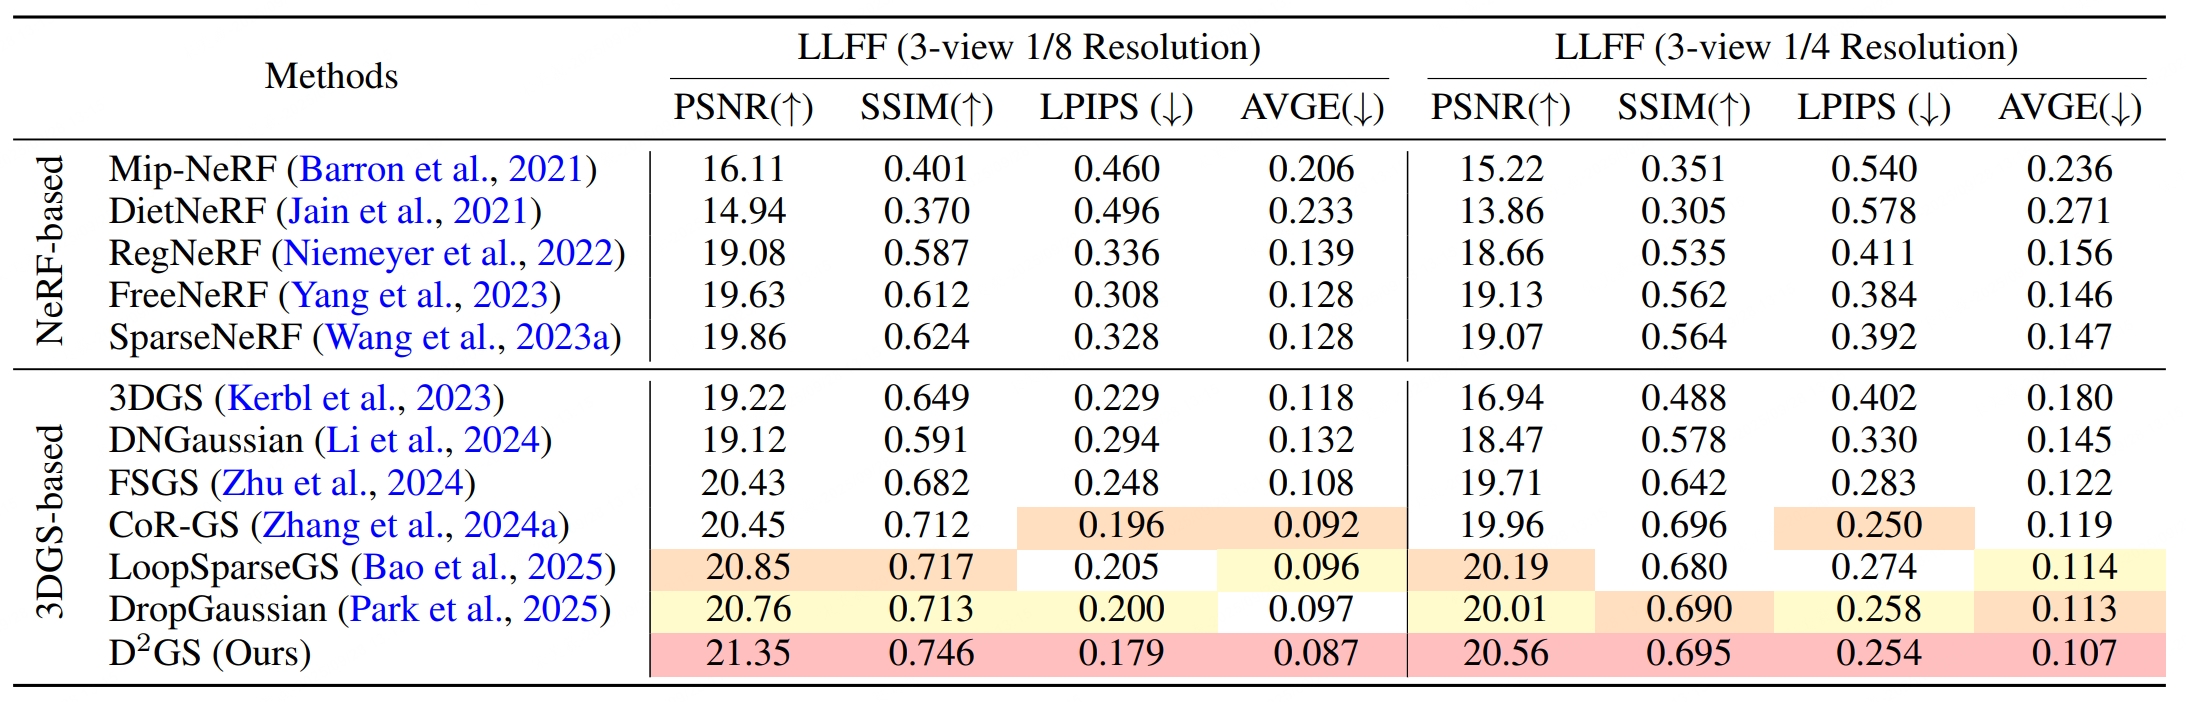 Methods LLFF (3-view 1/8 Resolution) LLFF (3-view 1/4 Resolution)
PSNR(↑) SSIM(↑) LPIPS (↓) AVGE(↓) PSNR(↑) SSIM(↑) LPIPS (↓) AVGE(↓)
NeRF-based
Mip-NeRF (Barron et al., 2021) 16.11 0.401 0.460 0.206 15.22 0.351 0.540 0.236
DietNeRF (Jain et al., 2021) 14.94 0.370 0.496 0.233 13.86 0.305 0.578 0.271
RegNeRF (Niemeyer et al., 2022) 19.08 0.587 0.336 0.139 18.66 0.535 0.411 0.156
FreeNeRF (Yang et al., 2023) 19.63 0.612 0.308 0.128 19.13 0.562 0.384 0.146
SparseNeRF (Wang et al., 2023a) 19.86 0.624 0.328 0.128 19.07 0.564 0.392 0.147
3DGS-based
3DGS (Kerbl et al., 2023) 19.22 0.649 0.229 0.118 16.94 0.488 0.402 0.180
DNGaussian (Li et al., 2024) 19.12 0.591 0.294 0.132 18.47 0.578 0.330 0.145
FSGS (Zhu et al., 2024) 20.43 0.682 0.248 0.108 19.71 0.642 0.283 0.122
CoR-GS (Zhang et al., 2024a) 20.45 0.712 0.196 0.092 19.96 0.696 0.250 0.119
LoopSparseGS (Bao et al., 2025) 20.85 0.717 0.205 0.096 20.19 0.680 0.274 0.114
DropGaussian (Park et al., 2025) 20.76 0.713 0.200 0.097 20.01 0.690 0.258 0.113
D²GS (Ours) 21.35 0.746 0.179 0.087 20.56 0.695 0.254 0.107